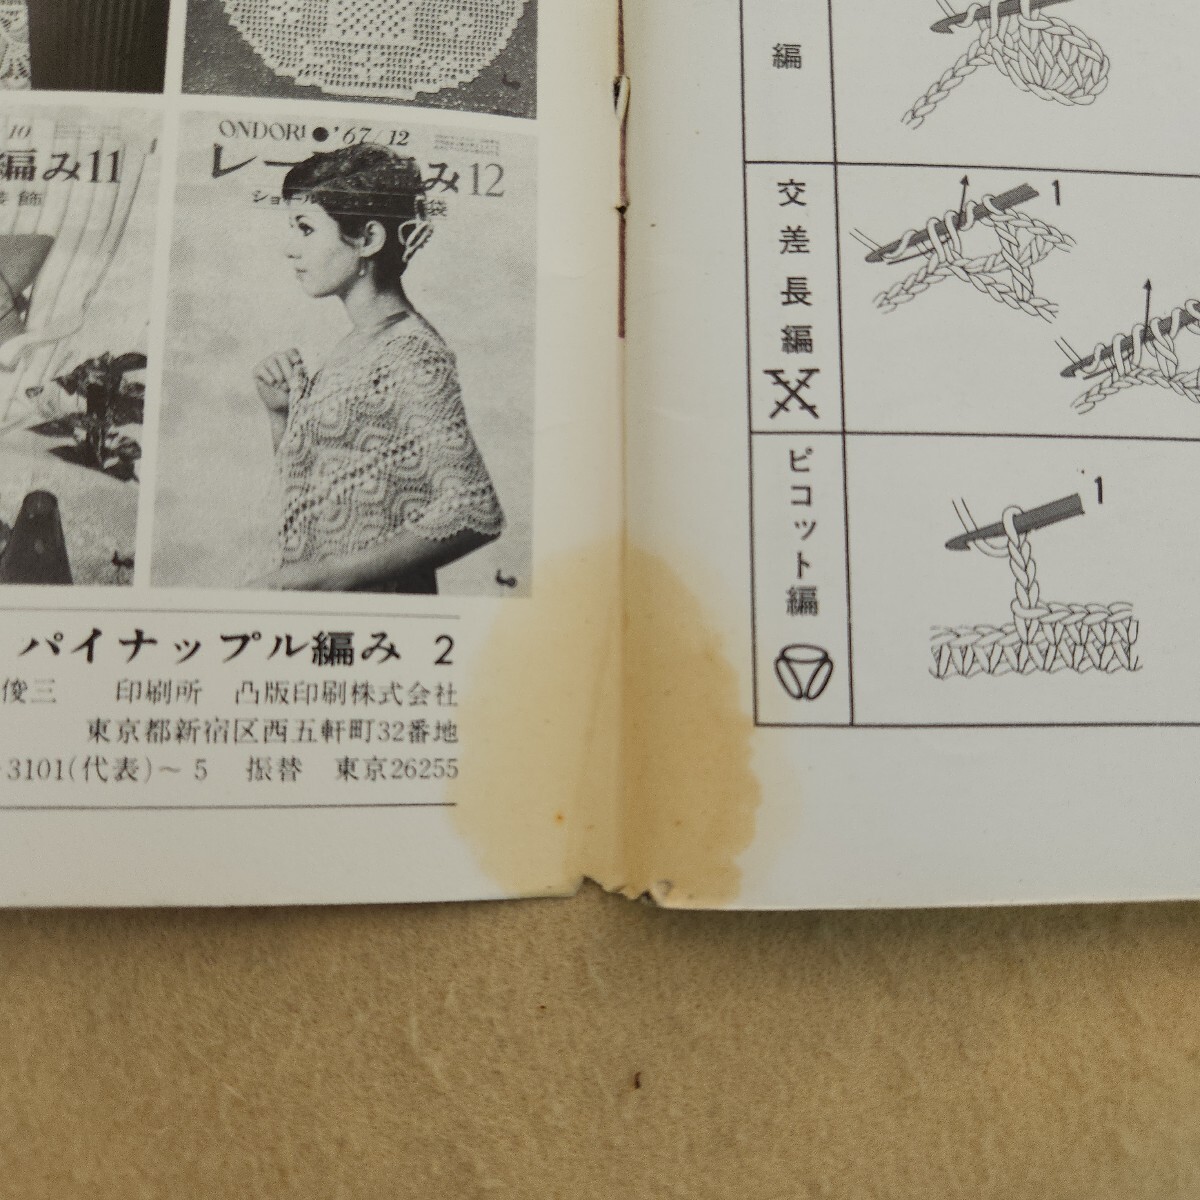 10
編み11
装飾
ONDORI ●'67/12
レー み12
ショール 袋
パイナップル編み 2
俊三 印刷所 凸版印刷株式会社
東京都新宿区西五軒町32番地
3101(代表)〜5 振替 東京26255
編
交差長編
1
ピコット編
1